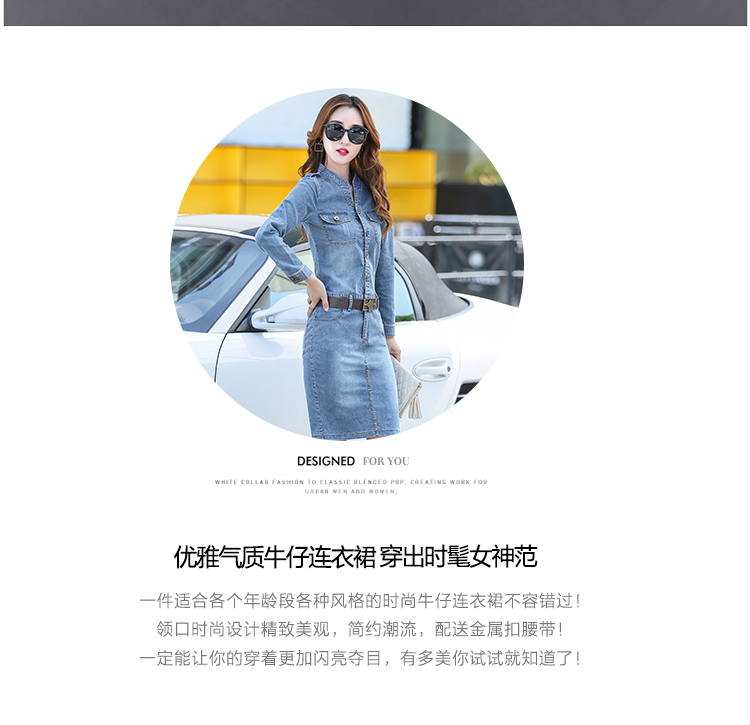 DESIGNED FOR YOU
WHITE COLLAR FASHION TO CLASSIC BLENDED POP, CREATING WORK FOR
URBAN MEN AND WOMEN.
优雅气质牛仔连衣裙 穿出时髦女神范
一件适合各个年龄段各种风格的时尚牛仔连衣裙不容错过！
领口时尚设计精致美观，简约潮流，配送金属扣腰带！
一定能让你的穿着更加闪亮夺目，有多美你试试就知道了！